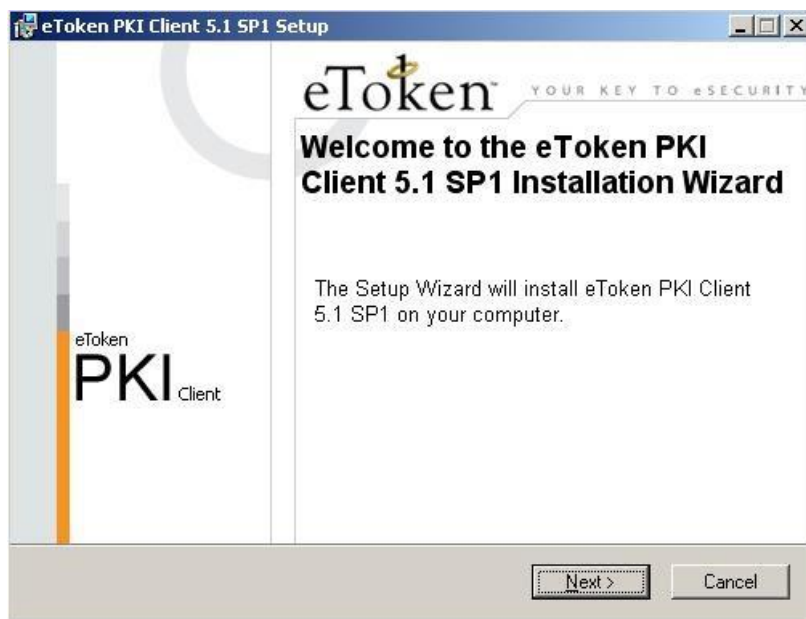 eToken PKI Client 5.1 SP1 Setup
eToken™ YOUR KEY TO eSECURITY
Welcome to the eToken PKI
Client 5.1 SP1 Installation Wizard
The Setup Wizard will install eToken PKI Client
5.1 SP1 on your computer.
eToken
PKI Client
Next >
Cancel